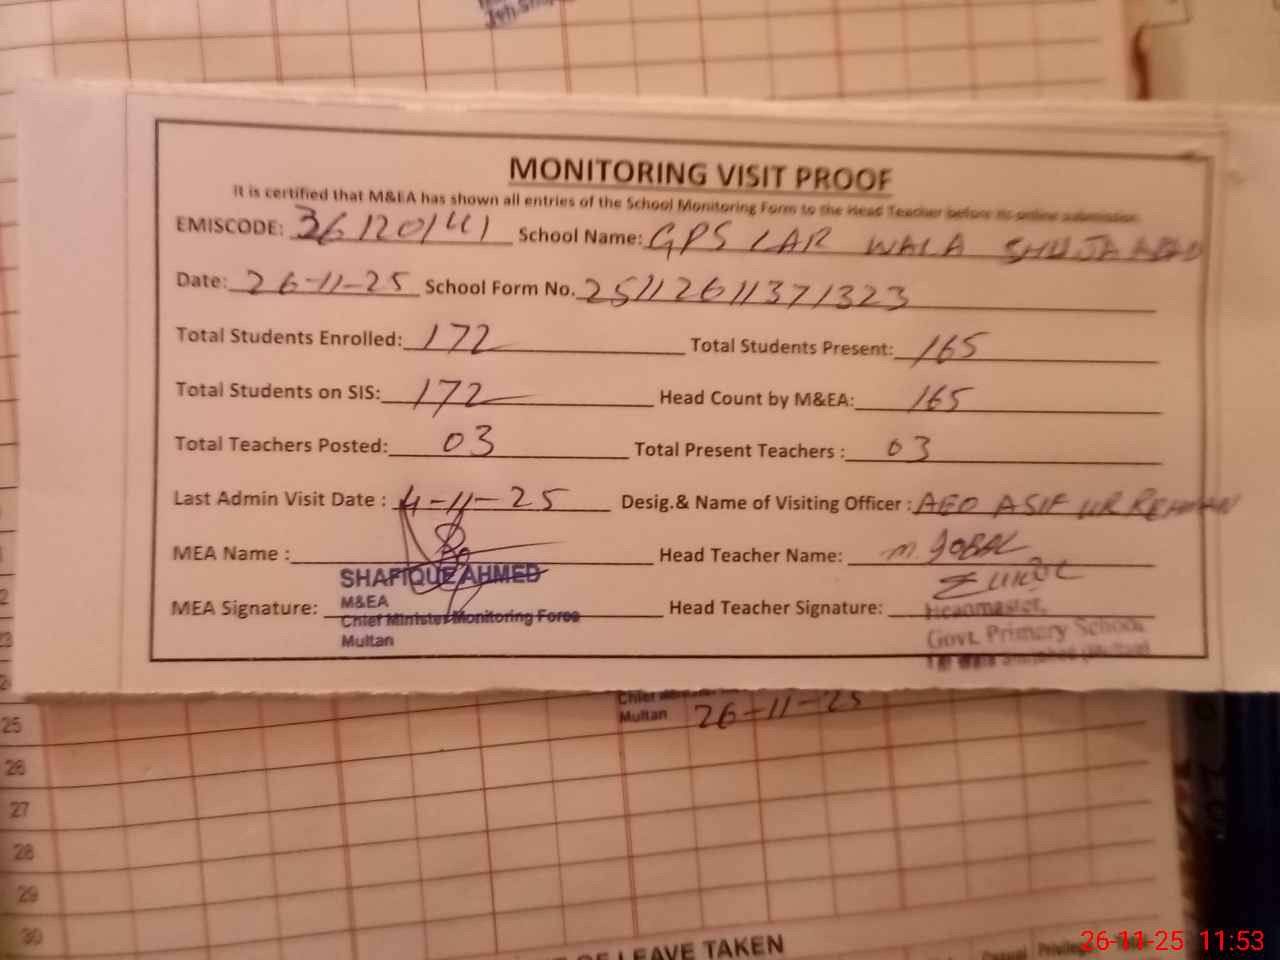 MONITORING VISIT PROOF
It is certified that M&EA has shown all entries of the School Monitoring Form to the Head Teacher before its online submission.
EMISCODE: 36120141 School Name: GPS LAR WALA SHUJAABAD
Date: 26-11-25 School Form No. 25112611371323
Total Students Enrolled: 172 Total Students Present: 165
Total Students on SIS: 172 Head Count by M&EA: 165
Total Teachers Posted: 03 Total Present Teachers : 03
Last Admin Visit Date : 4-11-25 Desig.& Name of Visiting Officer : AEO ASIF UR REHMAN
MEA Name : Head Teacher Name: M. IQBAL
SHAFIQUE AHMED
M&EA
MEA Signature: Head Teacher Signature:
Chief Minister Monitoring Force
Multan
Headmaster,
Govt. Primary School
Multan 26-11-25
25
26
27
28
29
30
OF LEAVE TAKEN
Casual Privilege
26-11-25 11:53